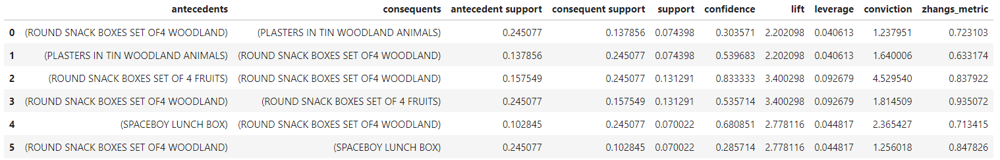 antecedents consequents antecedent support consequent support support confidence lift leverage conviction zhangs_metric
0 (ROUND SNACK BOXES SET OF4 WOODLAND) (PLASTERS IN TIN WOODLAND ANIMALS) 0.245077 0.137856 0.074398 0.303571 2.202098 0.040613 1.237951 0.723103
1 (PLASTERS IN TIN WOODLAND ANIMALS) (ROUND SNACK BOXES SET OF4 WOODLAND) 0.137856 0.245077 0.074398 0.539683 2.202098 0.040613 1.640006 0.633174
2 (ROUND SNACK BOXES SET OF 4 FRUITS) (ROUND SNACK BOXES SET OF4 WOODLAND) 0.157549 0.245077 0.131291 0.833333 3.400298 0.092679 4.529540 0.837922
3 (ROUND SNACK BOXES SET OF4 WOODLAND) (ROUND SNACK BOXES SET OF 4 FRUITS) 0.245077 0.157549 0.131291 0.535714 3.400298 0.092679 1.814509 0.935072
4 (SPACEBOY LUNCH BOX) (ROUND SNACK BOXES SET OF4 WOODLAND) 0.102845 0.245077 0.070022 0.680851 2.778116 0.044817 2.365427 0.713415
5 (ROUND SNACK BOXES SET OF4 WOODLAND) (SPACEBOY LUNCH BOX) 0.245077 0.102845 0.070022 0.285714 2.778116 0.044817 1.256018 0.847826